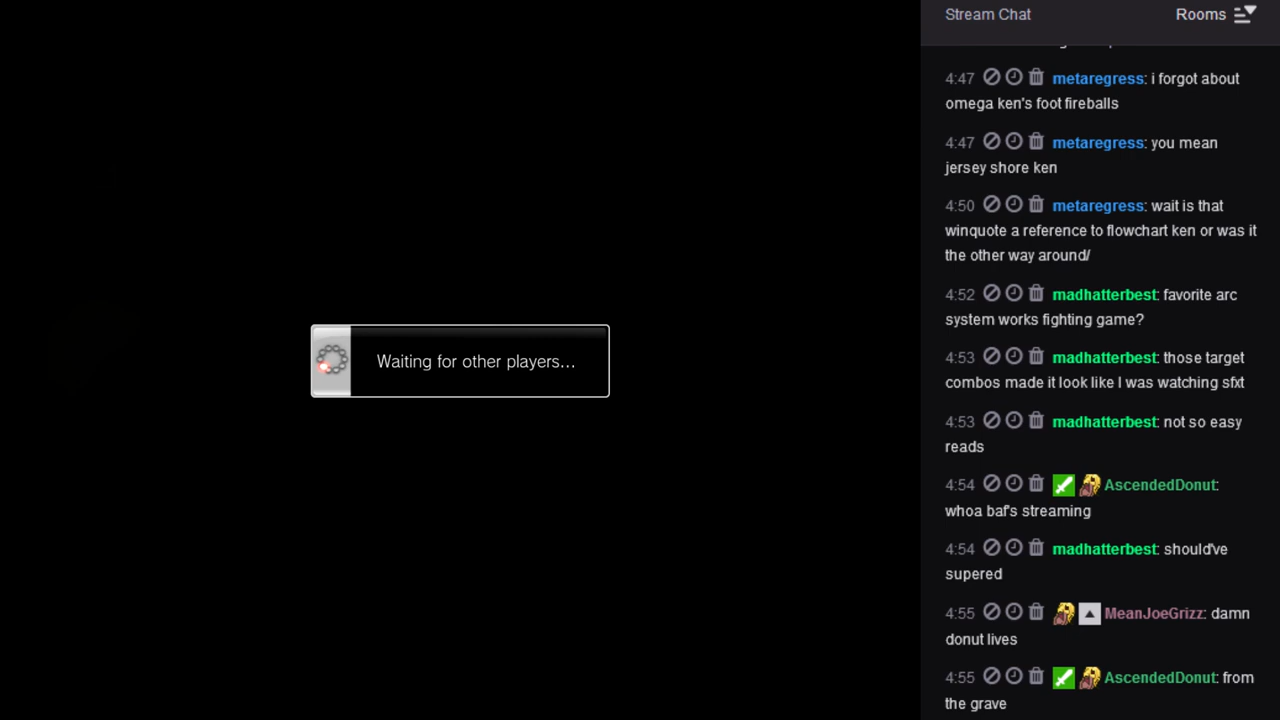 Stream Chat Rooms
4:47 metaregress: i forgot about
omega ken's foot fireballs
4:47 metaregress: you mean
jersey shore ken
4:50 metaregress: wait is that
winquote a reference to flowchart ken or was it
the other way around/
4:52 madhatterbest: favorite arc
system works fighting game?
4:53 madhatterbest: those target
combos made it look like I was watching sfxt
4:53 madhatterbest: not so easy
reads
4:54 AscendedDonut:
whoa baf's streaming
4:54 madhatterbest: should've
supered
4:55 MeanJoeGrizz: damn
donut lives
4:55 AscendedDonut: from
the grave
Waiting for other players...